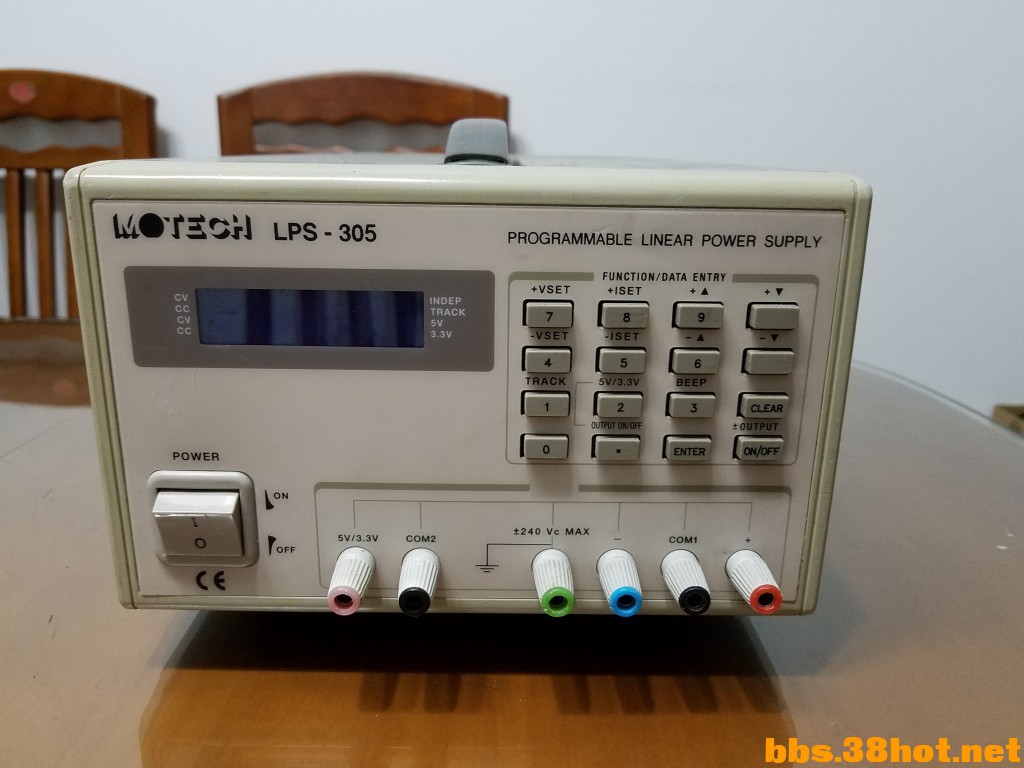 MOTECH LPS - 305
PROGRAMMABLE LINEAR POWER SUPPLY
CV
CC
CV
CC
INDEP
TRACK
5V
3.3V
FUNCTION/DATA ENTRY
+VSET +ISET + ▲ + ▼
7 8 9
-VSET -ISET - ▲ - ▼
4 5 6
TRACK 5V/3.3V BEEP
1 2 3 CLEAR
OUTPUT ON/OFF ±OUTPUT
0 . ENTER ON/OFF
POWER
I
O
ON
OFF
CE
5V/3.3V COM2 ±240 Vc MAX - COM1 +
bbs.38hot.net